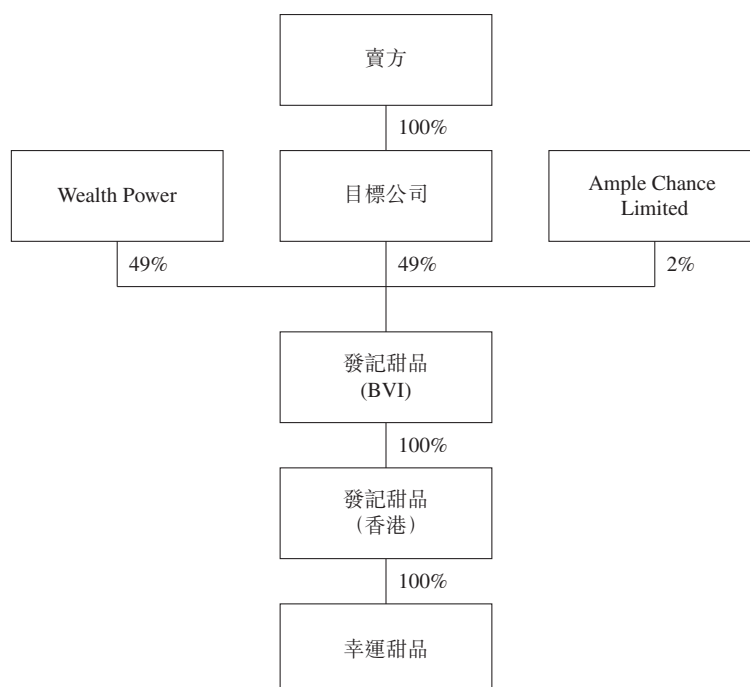 賣方
100%
Wealth Power
目標公司
Ample Chance
Limited
49%
49%
2%
發記甜品
(BVI)
100%
發記甜品
（香港）
100%
幸運甜品